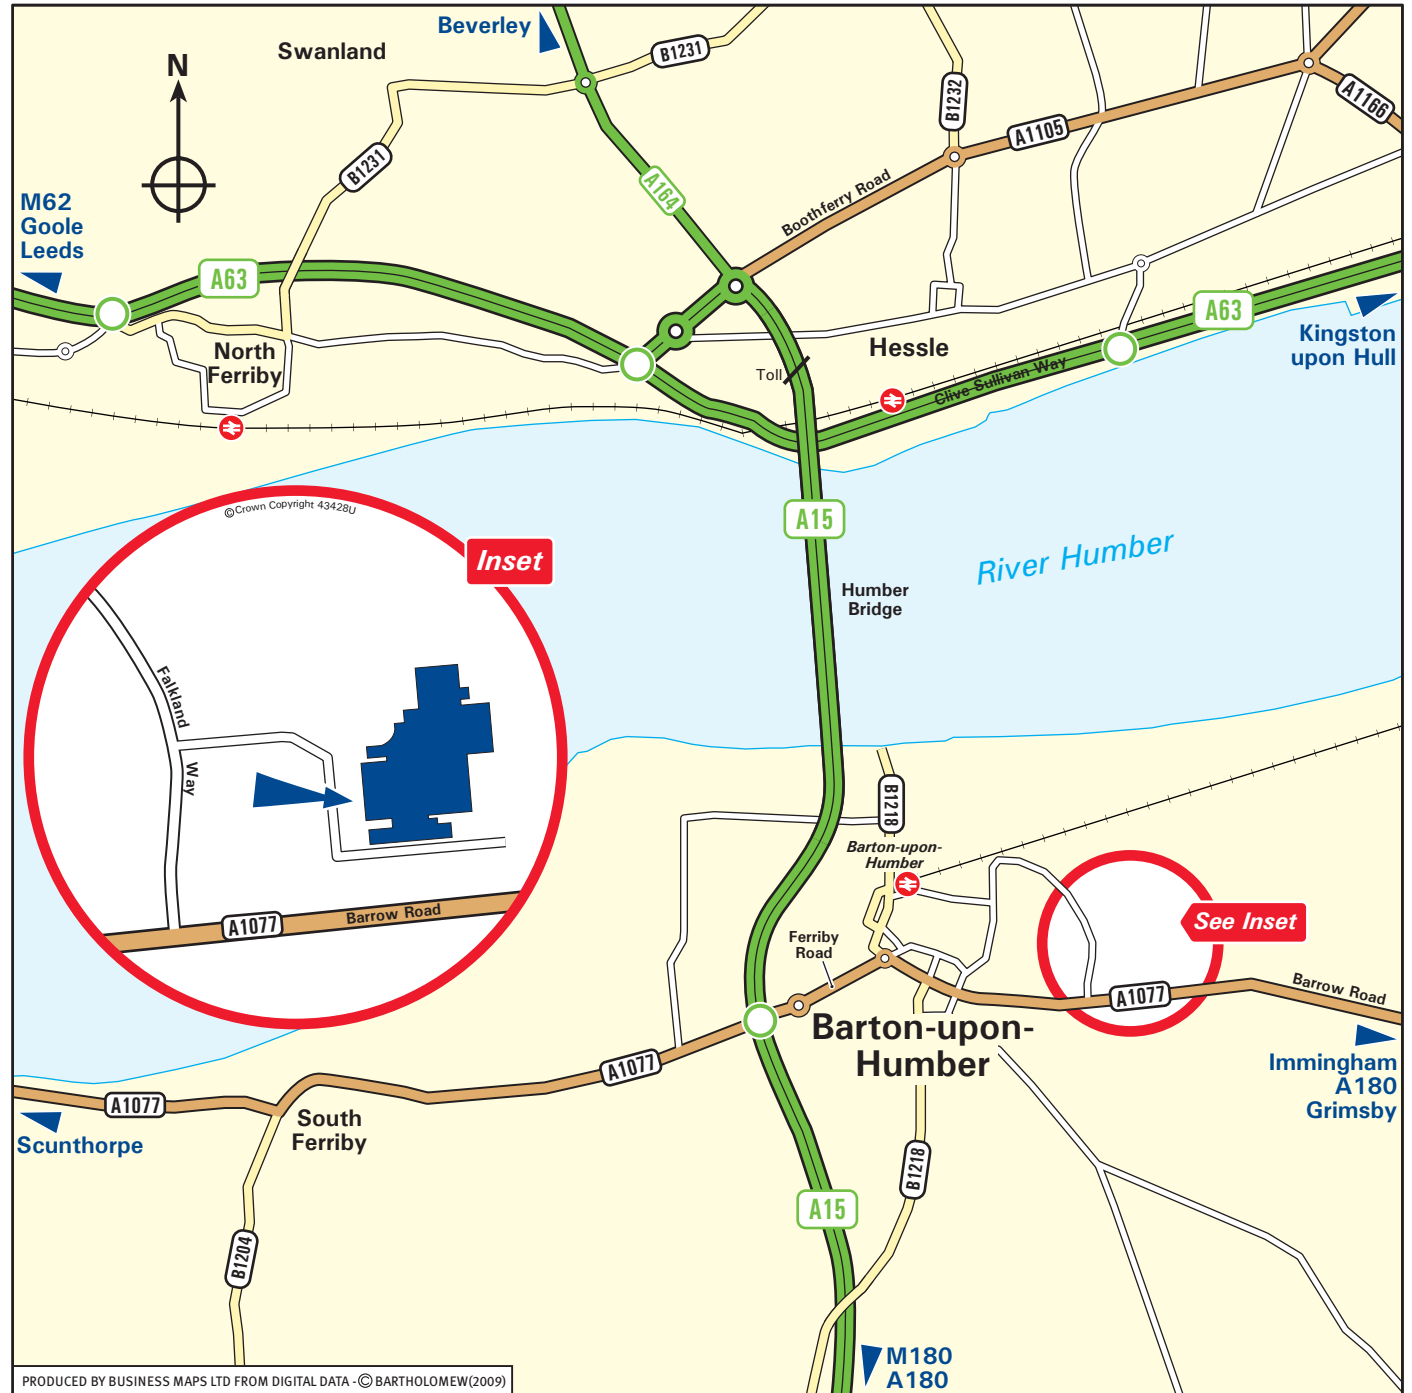 Beverley
Swanland
B1231
N
B1231
B1232
A1105
A1166
A164
Boothferry Road
M62
Goole
Leeds
A63
A63
Kingston
upon Hull
North
Ferriby
Hessle
Toll
Clive Sullivan Way
©Crown Copyright 43428U
Inset
A15
River Humber
Humber
Bridge
Falkland
Way
B1218
Barton-upon-
Humber
A1077
Barrow Road
See Inset
Ferriby
Road
A1077
Barrow Road
Barton-upon-
Humber
Immingham
A180
Grimsby
A1077
A1077
Scunthorpe
South
Ferriby
B1218
A15
B1204
M180
A180
PRODUCED BY BUSINESS MAPS LTD FROM DIGITAL DATA - © BARTHOLOMEW(2009)